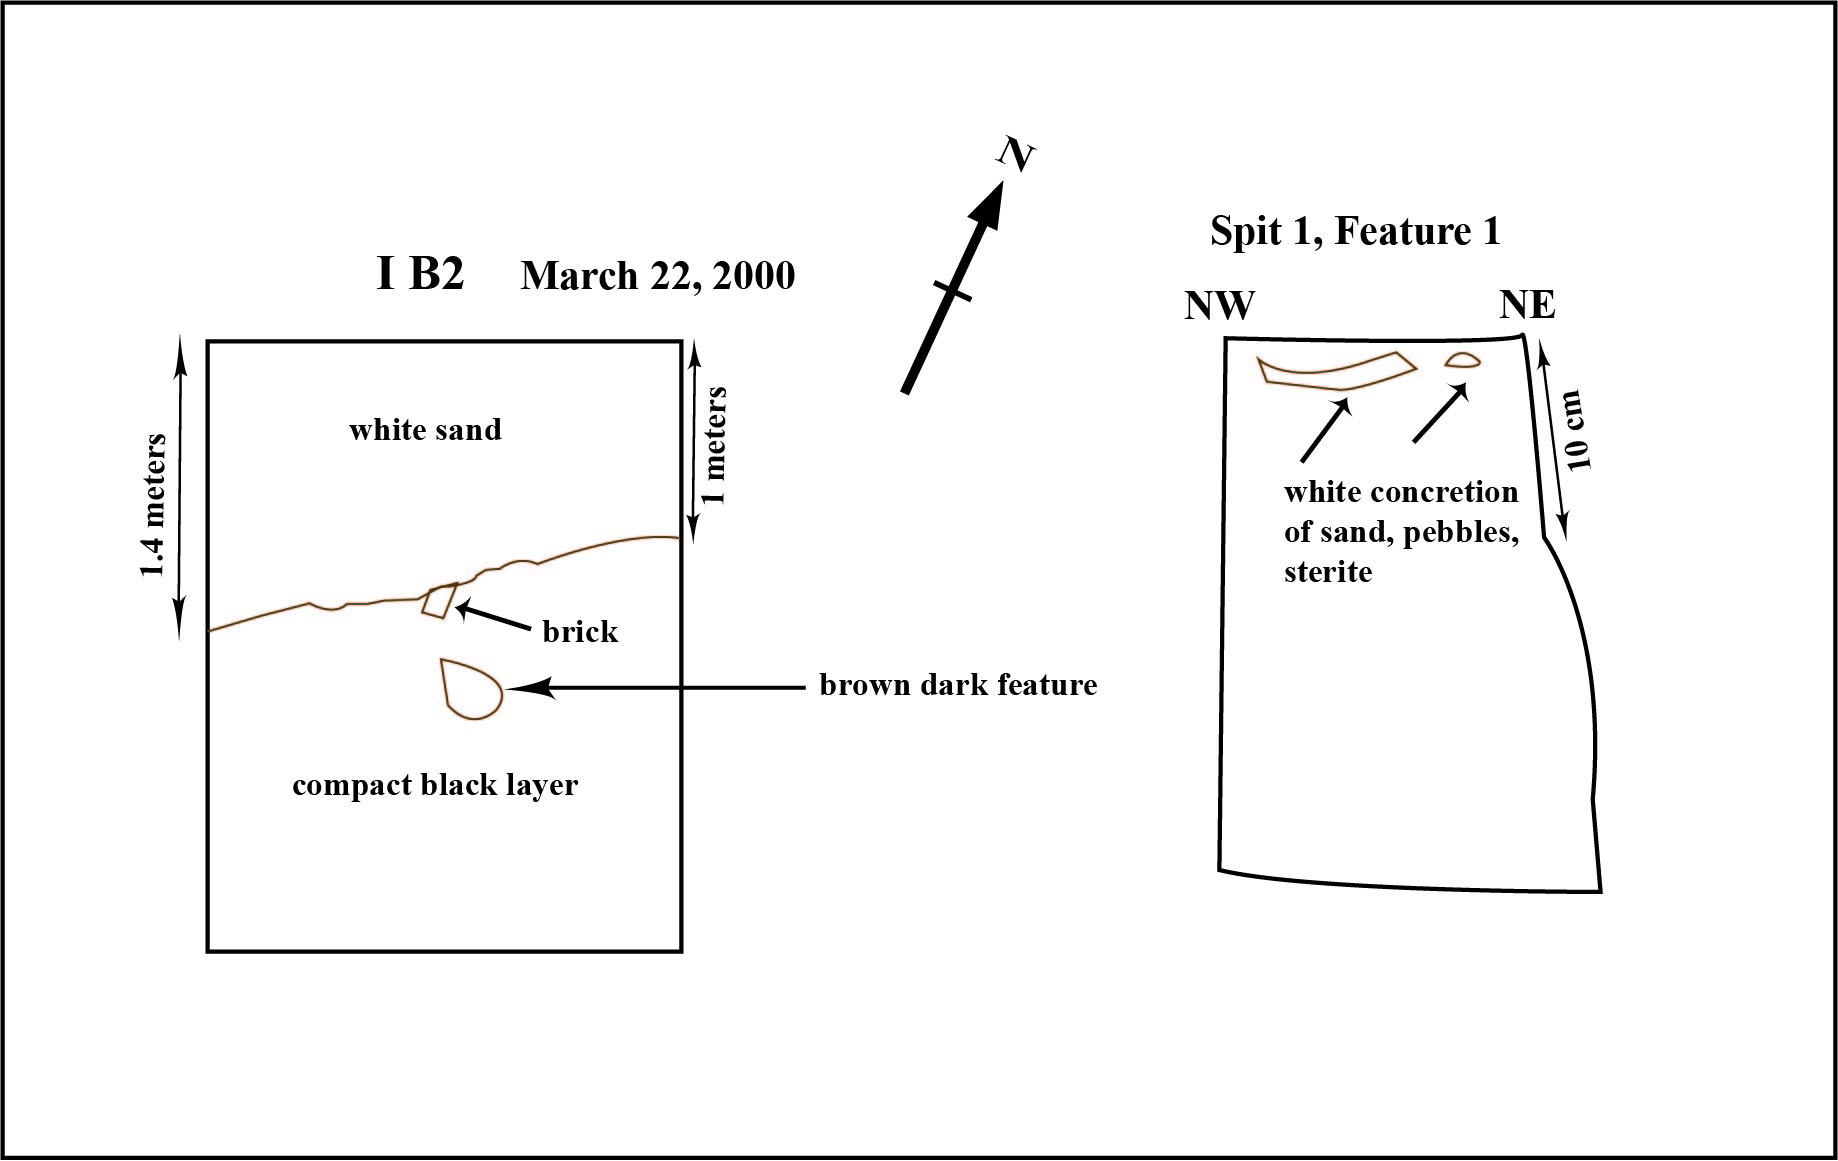 N
Spit 1, Feature 1
I B2 March 22, 2000
NW NE
1.4 meters
white sand
1 meters
10 cm
white concretion
of sand, pebbles,
sterite
brick
brown dark feature
compact black layer